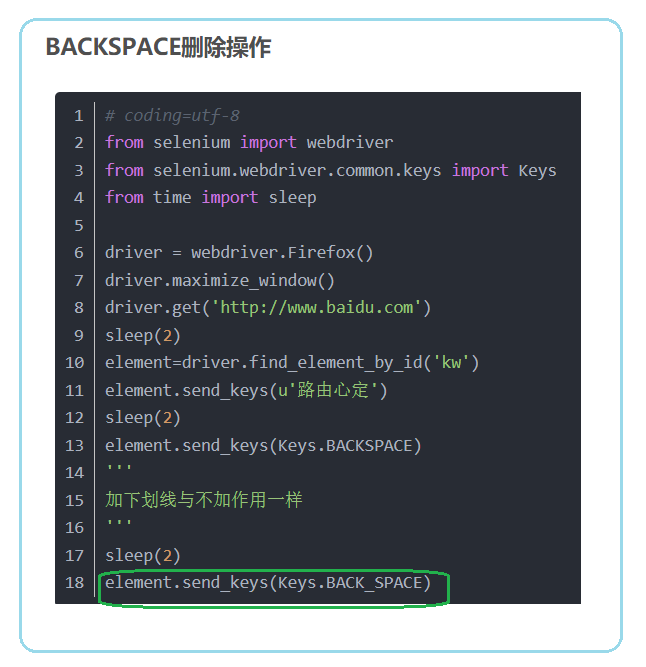 BACKSPACE删除操作
1 # coding=utf-8
2 from selenium import webdriver
3 from selenium.webdriver.common.keys import Keys
4 from time import sleep
5
6 driver = webdriver.Firefox()
7 driver.maximize_window()
8 driver.get('http://www.baidu.com')
9 sleep(2)
10 element=driver.find_element_by_id('kw')
11 element.send_keys(u'路由心定')
12 sleep(2)
13 element.send_keys(Keys.BACKSPACE)
14 '''
15 加下划线与不加作用一样
16 '''
17 sleep(2)
18 element.send_keys(Keys.BACK_SPACE)